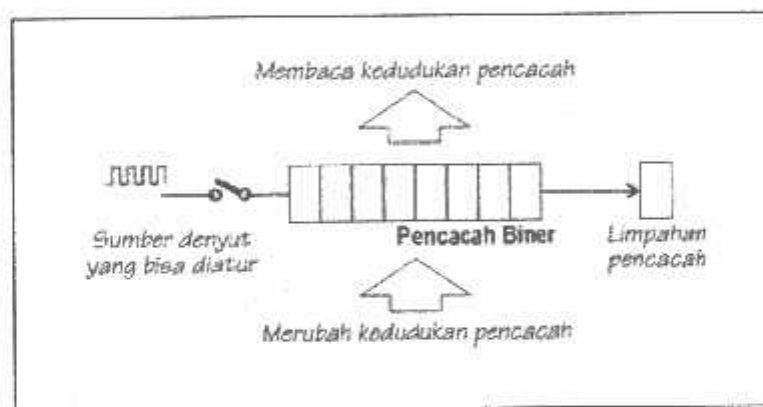 Membaca kedudukan pencacah
Sumber denyut
yang bisa diatur
Pencacah Biner
Limpahan
pencacah
Merubah kedudukan pencacah